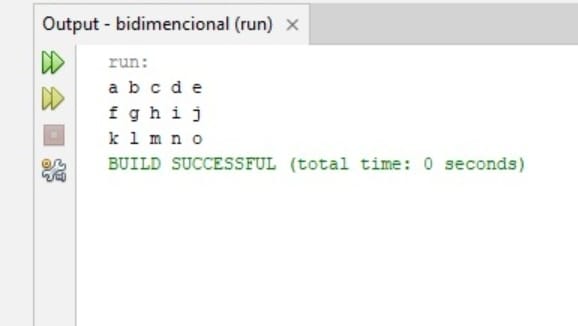 Output - bidimencional (run) ×
run:
a b c d e
f g h i j
k l m n o
BUILD SUCCESSFUL (total time: 0 seconds)